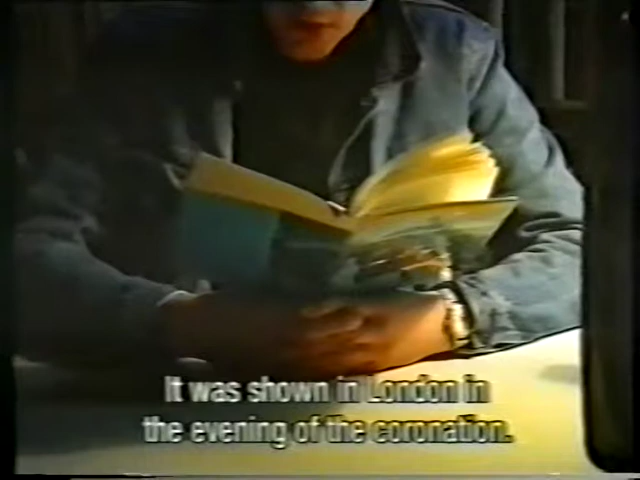 It was shown in London in
the evening of the coronation.